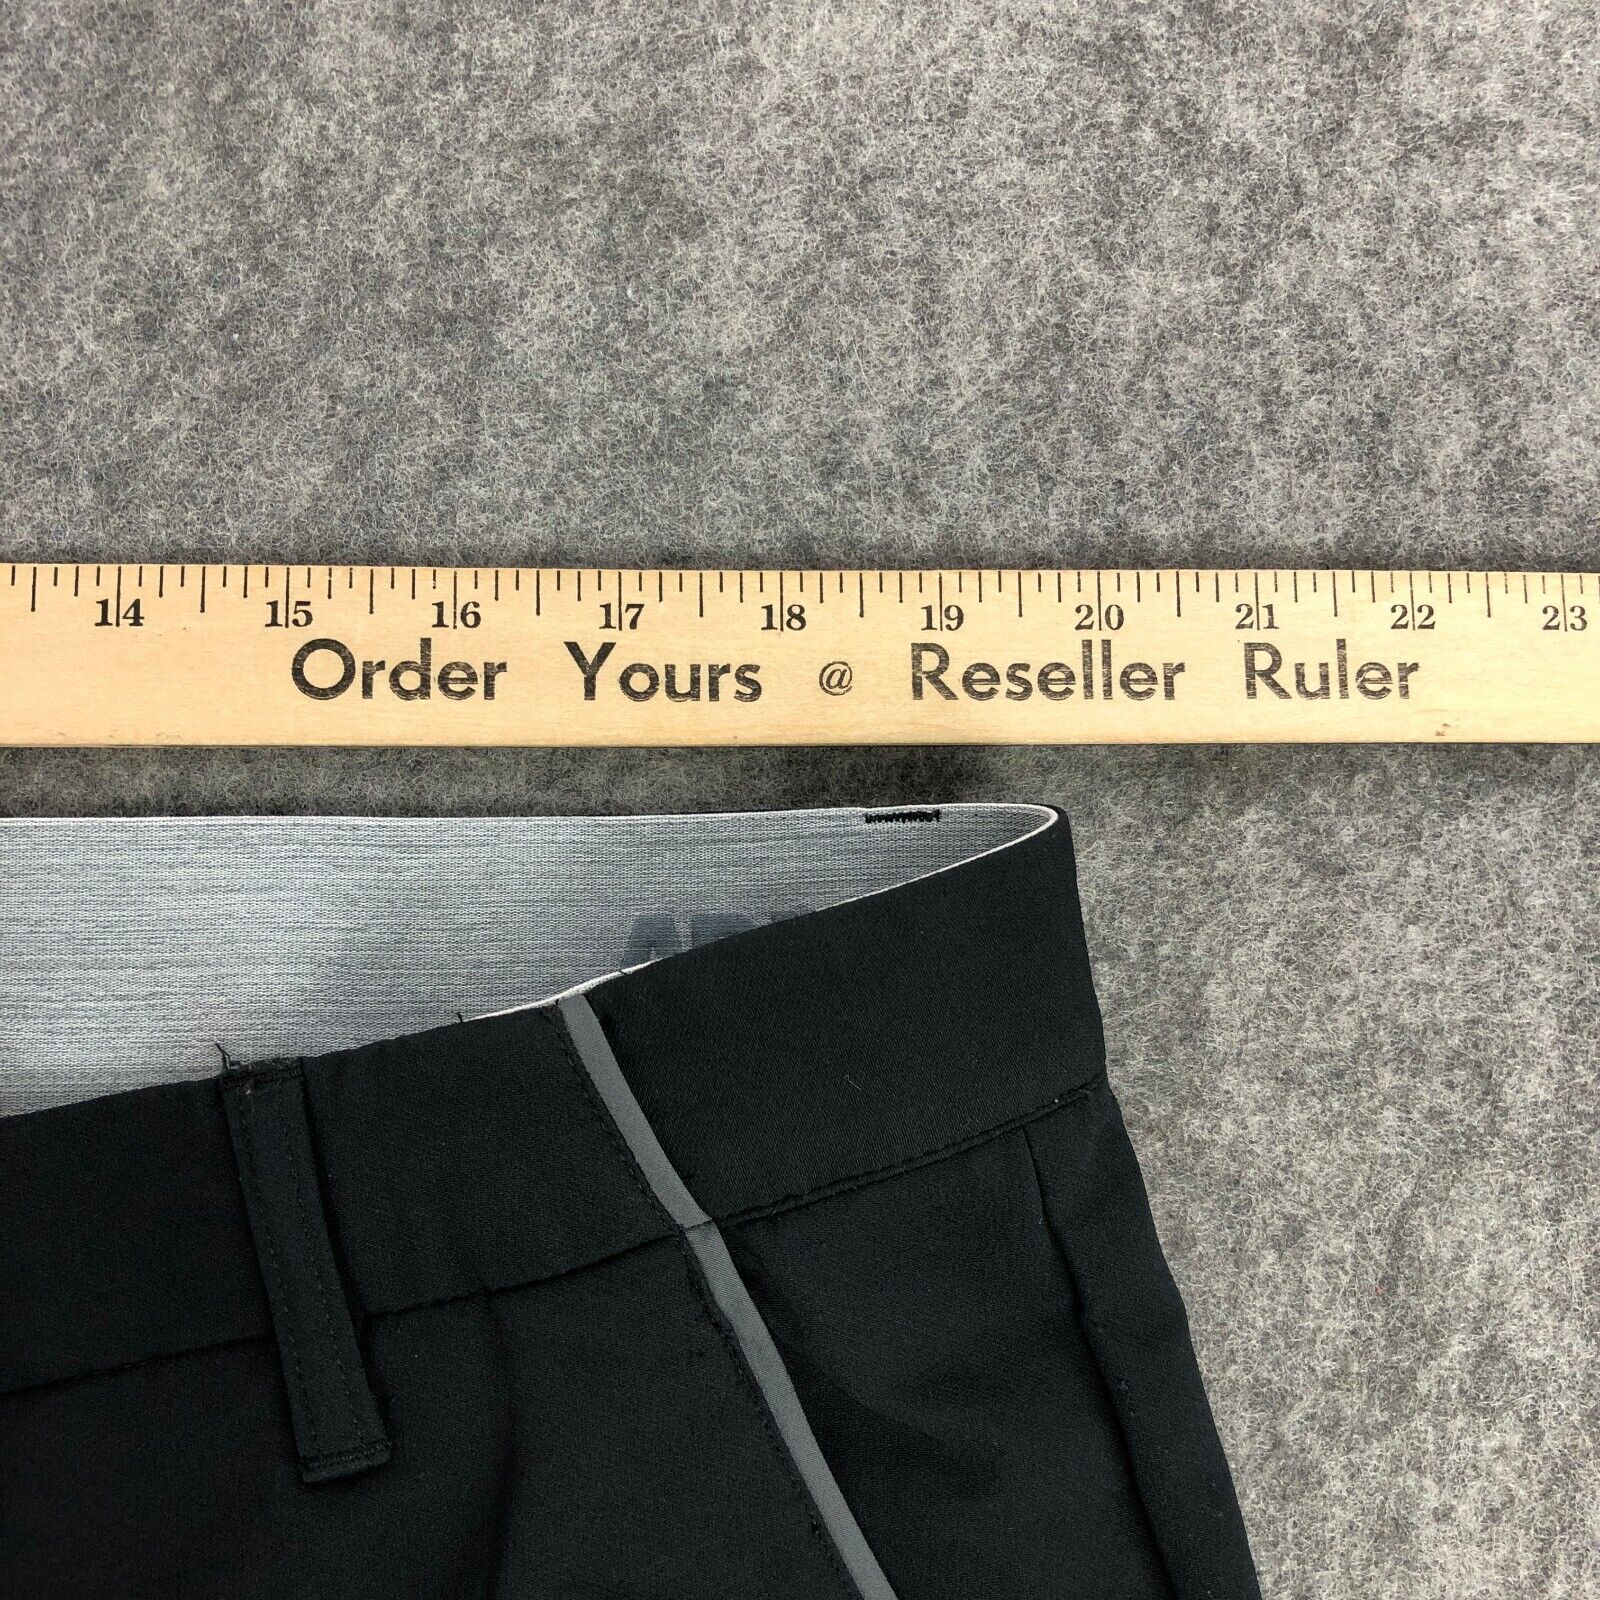 14 15 16 17 18 19 20 21 22 23
Order Yours @ Reseller Ruler